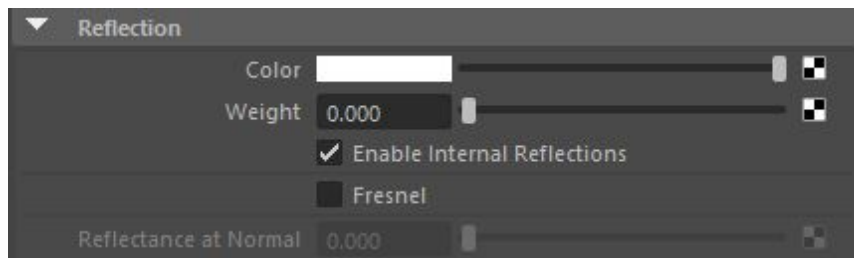 Reflection
Color
Weight 0.000
Enable Internal Reflections
Fresnel
Reflectance at Normal 0.000